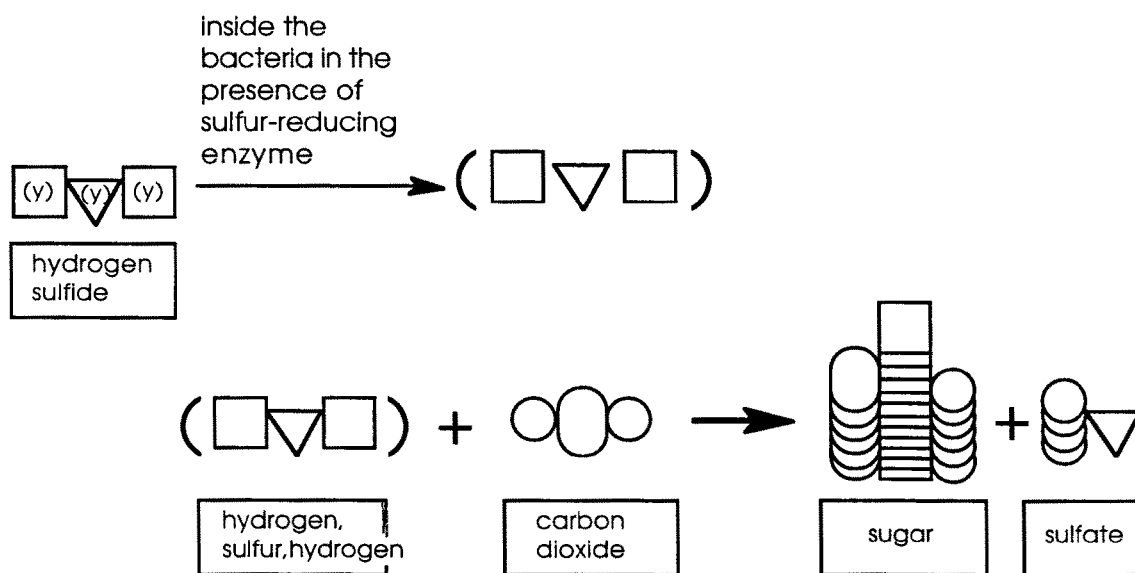 inside the
bacteria in the
presence of
sulfur-reducing
enzyme
(y) (y) (y)
hydrogen
sulfide
( )
( ) + +
hydrogen,
sulfur,hydrogen
carbon
dioxide
sugar
sulfate